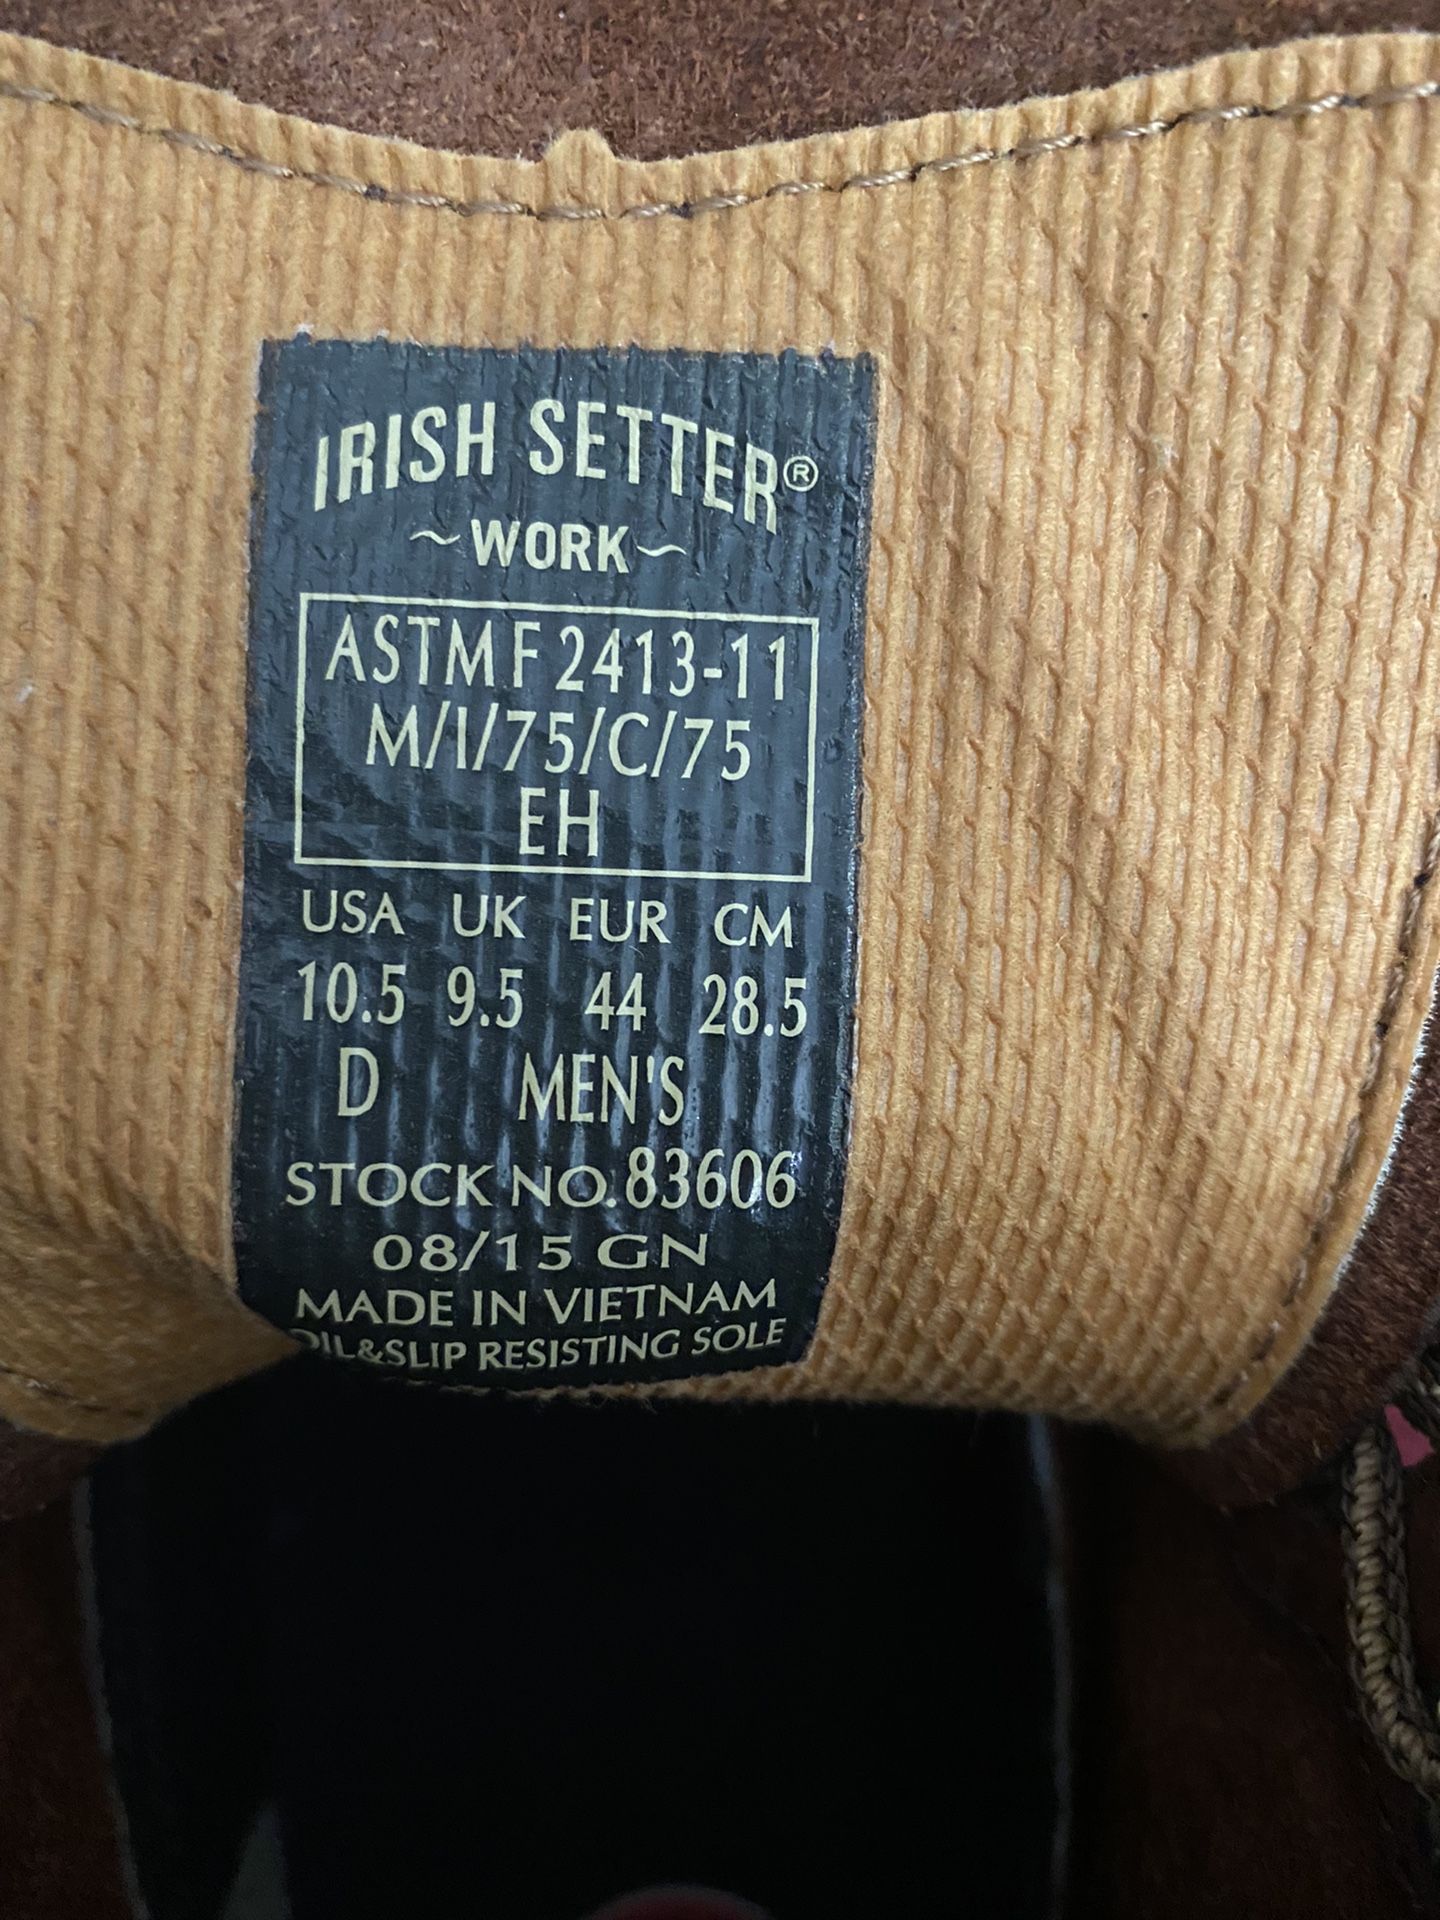 IRISH SETTER®
~WORK~
ASTM F 2413-11
M/I/75/C/75
EH
USA UK EUR CM
10.5 9.5 44 28.5
D MEN'S
STOCK NO.83606
08/15 GN
MADE IN VIETNAM
OIL&SLIP RESISTING SOLE